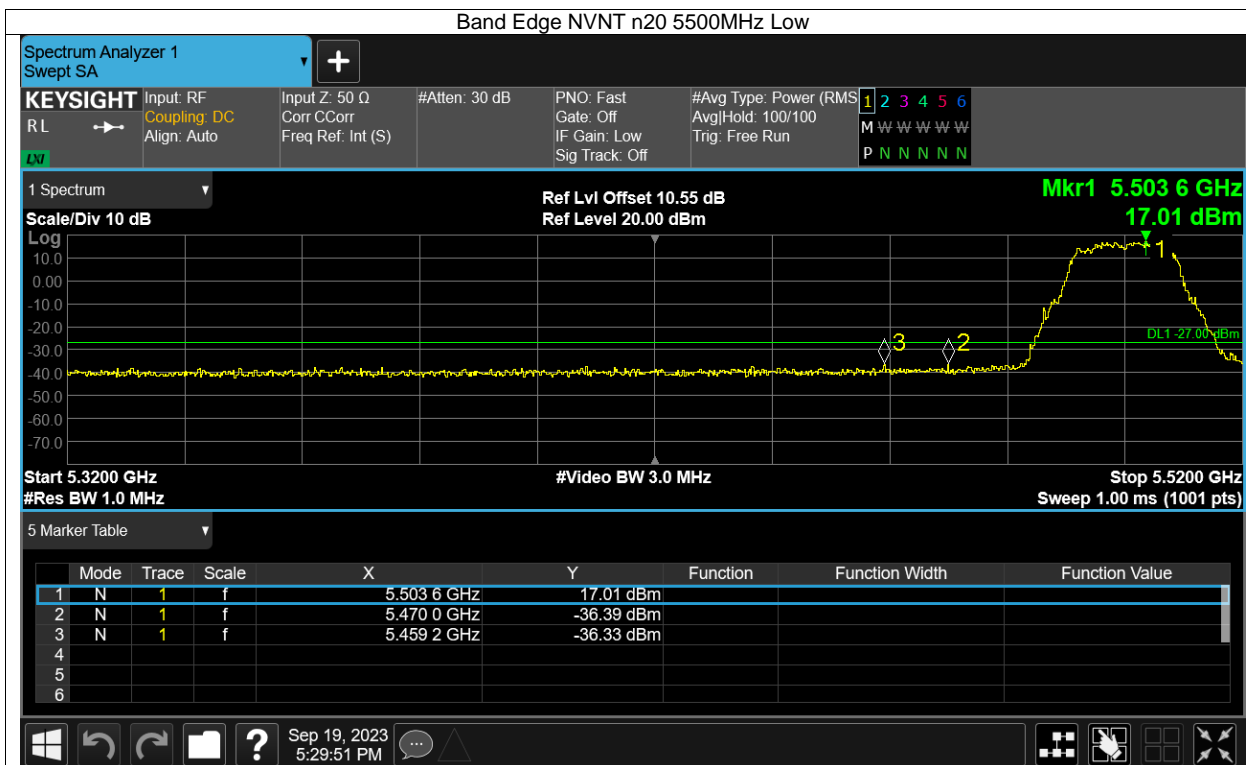 Band Edge NVNT n20 5500MHz Low
Spectrum Analyzer 1
Swept SA
KEYSIGHT
RL
LXI
Input: RF
Coupling: DC
Align: Auto
Input Z: 50 Ω
Corr CCorr
Freq Ref: Int (S)
#Atten: 30 dB
PNO: Fast
Gate: Off
IF Gain: Low
Sig Track: Off
#Avg Type: Power (RMS
Avg|Hold: 100/100
Trig: Free Run
1 2 3 4 5 6
M W W W W W
P N N N N N
1 Spectrum
Scale/Div 10 dB
Ref Lvl Offset 10.55 dB
Ref Level 20.00 dBm
Mkr1 5.503 6 GHz
17.01 dBm
Log
10.0
0.00
-10.0
-20.0
-30.0
-40.0
-50.0
-60.0
-70.0
1
3
2
DL1 -27.00 dBm
Start 5.3200 GHz
#Res BW 1.0 MHz
#Video BW 3.0 MHz
Stop 5.5200 GHz
Sweep 1.00 ms (1001 pts)
5 Marker Table
Mode Trace Scale X Y Function Function Width Function Value
1 N 1 f 5.503 6 GHz 17.01 dBm
2 N 1 f 5.470 0 GHz -36.39 dBm
3 N 1 f 5.459 2 GHz -36.33 dBm
4
5
6
?
Sep 19, 2023
5:29:51 PM